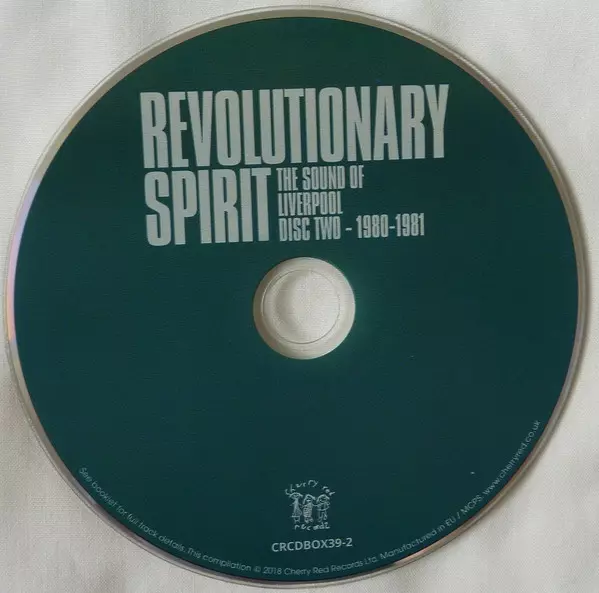 REVOLUTIONARY
SPIRIT
THE SOUND OF
LIVERPOOL
DISC TWO - 1980-1981
cherry red
records
CRCDBOX39-2
See booklet for full track details. This compilation © 2018 Cherry Red Records Ltd. Manufactured in EU / MCPS. www.cherryred.co.uk